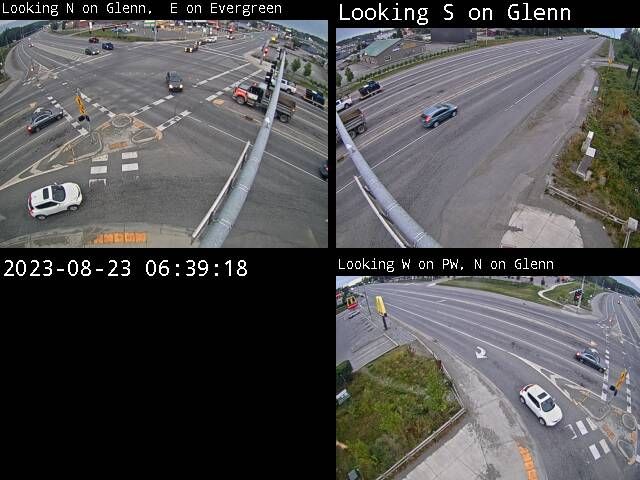 Looking N on Glenn,  E on Evergreen
Looking S on Glenn
2023-08-23 06:39:18
Looking W on PW, N on Glenn